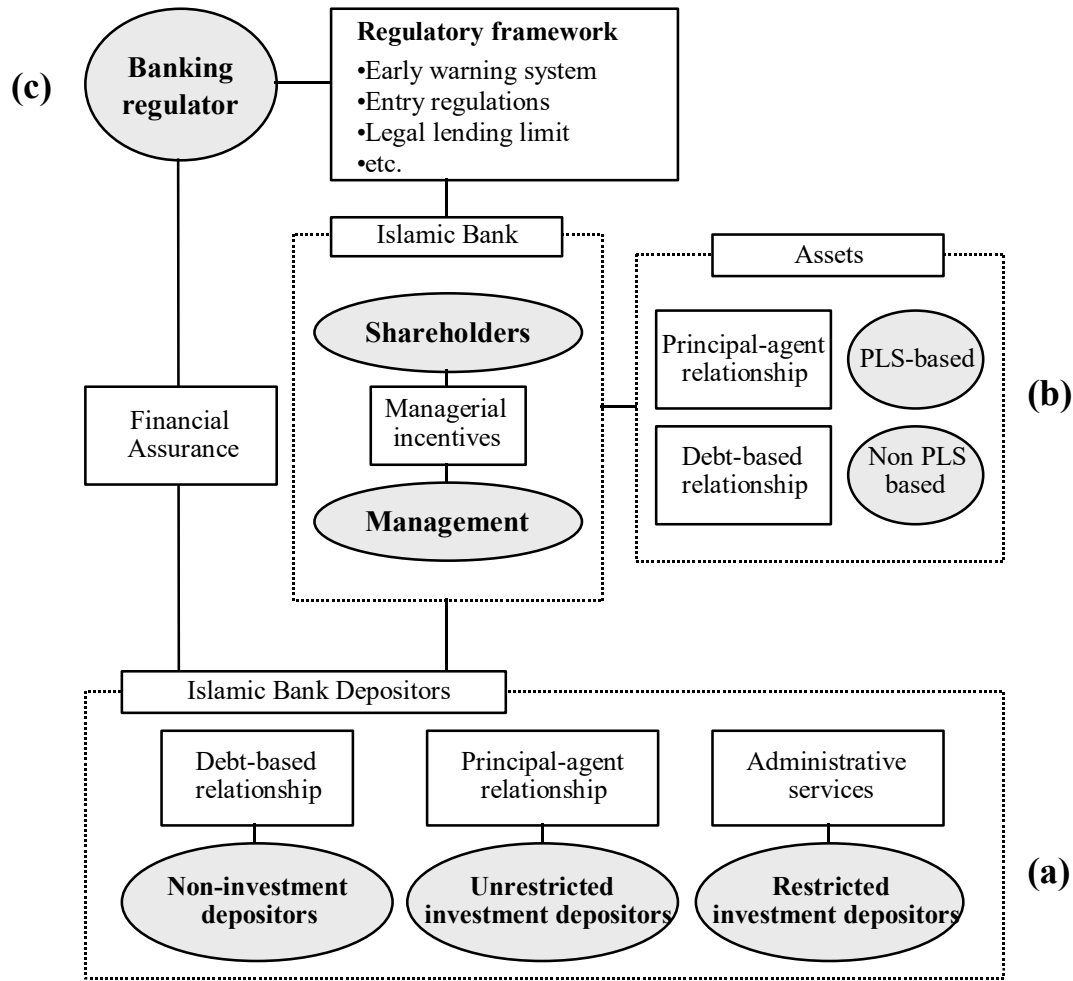 (c)
Banking
regulator
Regulatory framework
•Early warning system
•Entry regulations
•Legal lending limit
•etc.
Islamic Bank
Shareholders
Managerial
incentives
Management
Assets
Principal-agent
relationship
PLS-based
Debt-based
relationship
Non PLS
based
(b)
Financial
Assurance
Islamic Bank Depositors
Debt-based
relationship
Principal-agent
relationship
Administrative
services
Non-investment
depositors
Unrestricted
investment depositors
Restricted
investment depositors
(a)